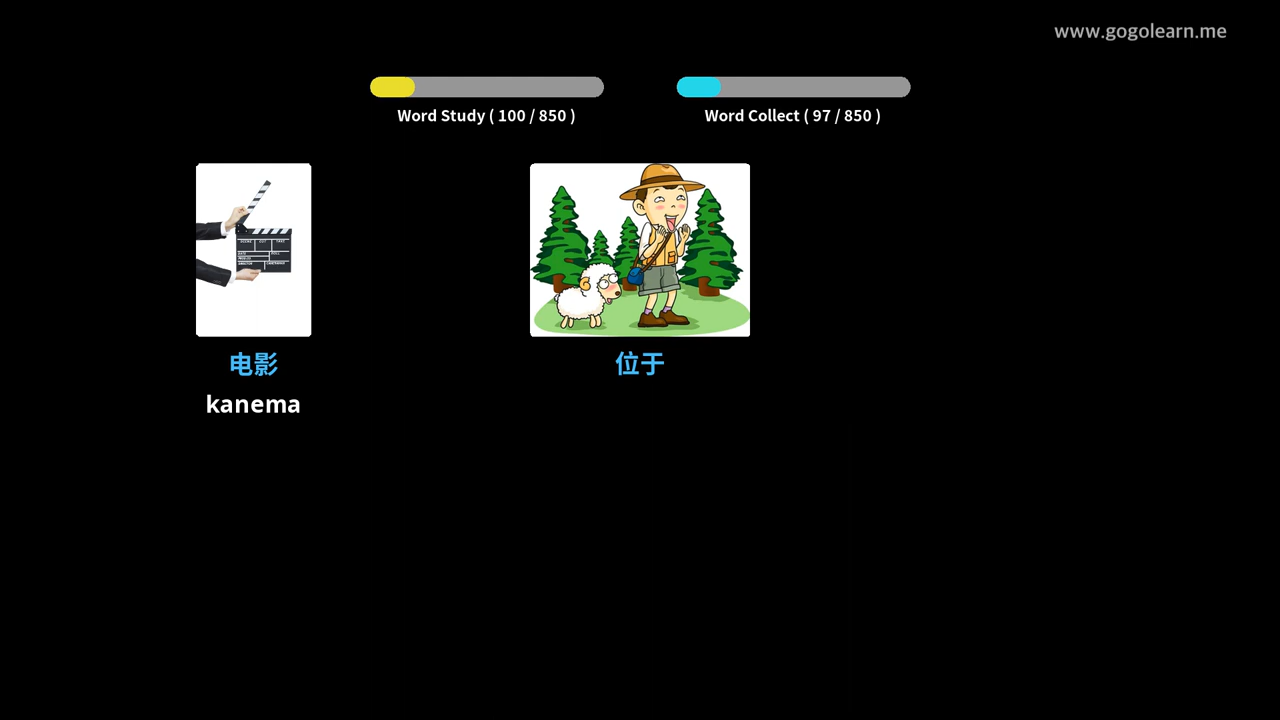 www.gogolearn.me
Word Study ( 100 / 850 )
Word Collect ( 97 / 850 )
电影
位于
kanema